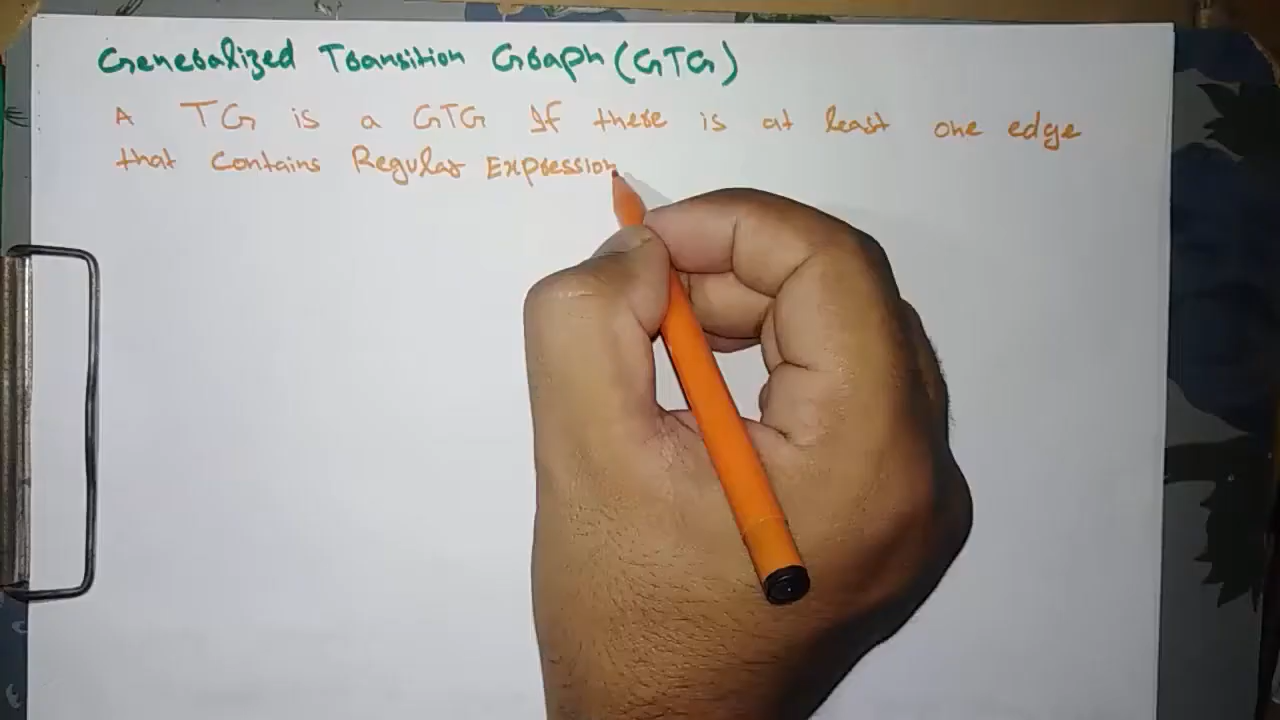 Generalized Transition Graph (GTG)
A TG is a GTG If there is at least one edge
that contains Regular Expression